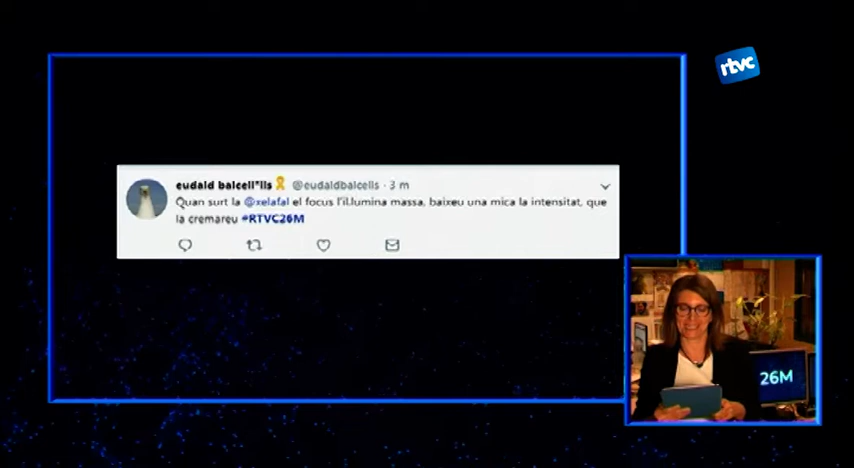 rtvc
eudald balcell*lls🎗 @eudaldbalcells · 3 m
Quan surt la @xelafal el focus l'il.lumina massa, baixeu una mica la intensitat, que
la cremareu #RTVC26M
26M